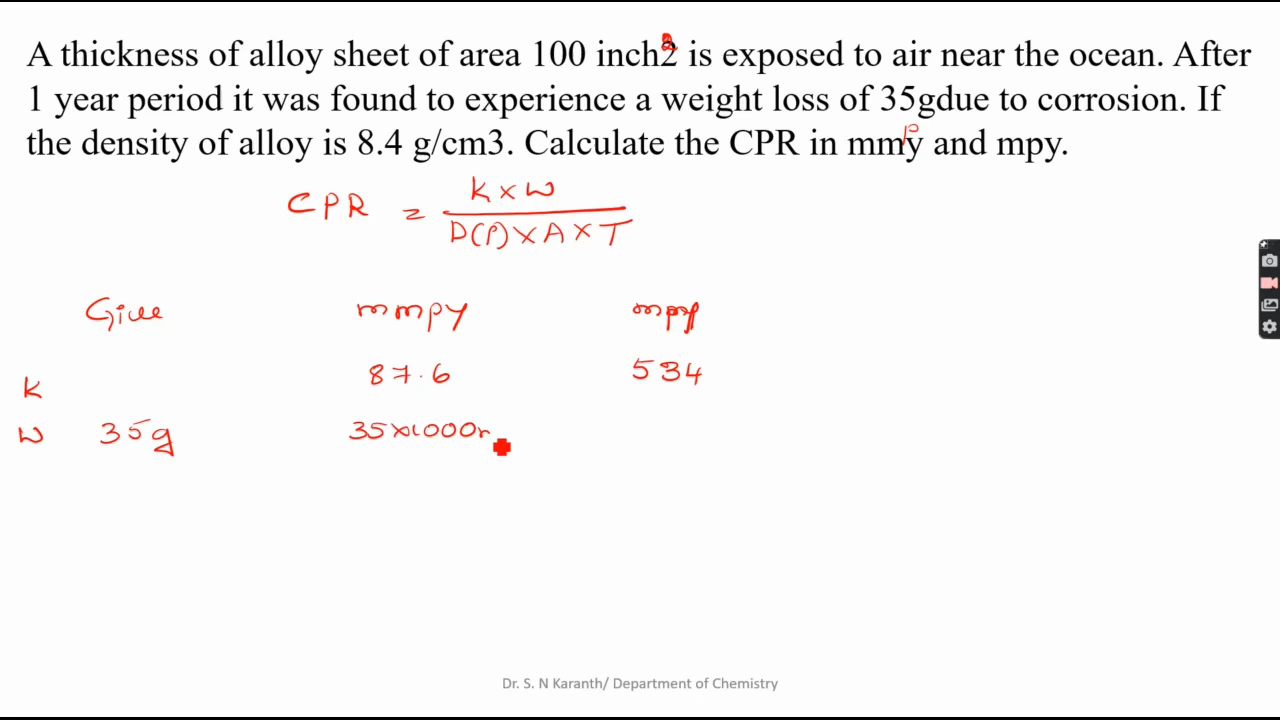 A thickness of alloy sheet of area 100 inch2 is exposed to air near the ocean. After
1 year period it was found to experience a weight loss of 35gdue to corrosion. If
the density of alloy is 8.4 g/cm3. Calculate the CPR in mmpy and mpy.
CPR = K × W
D(P) × A × T
Give mmpy mpy
K 87.6 534
W 35g 35×1000
Dr. S. N Karanth/ Department of Chemistry